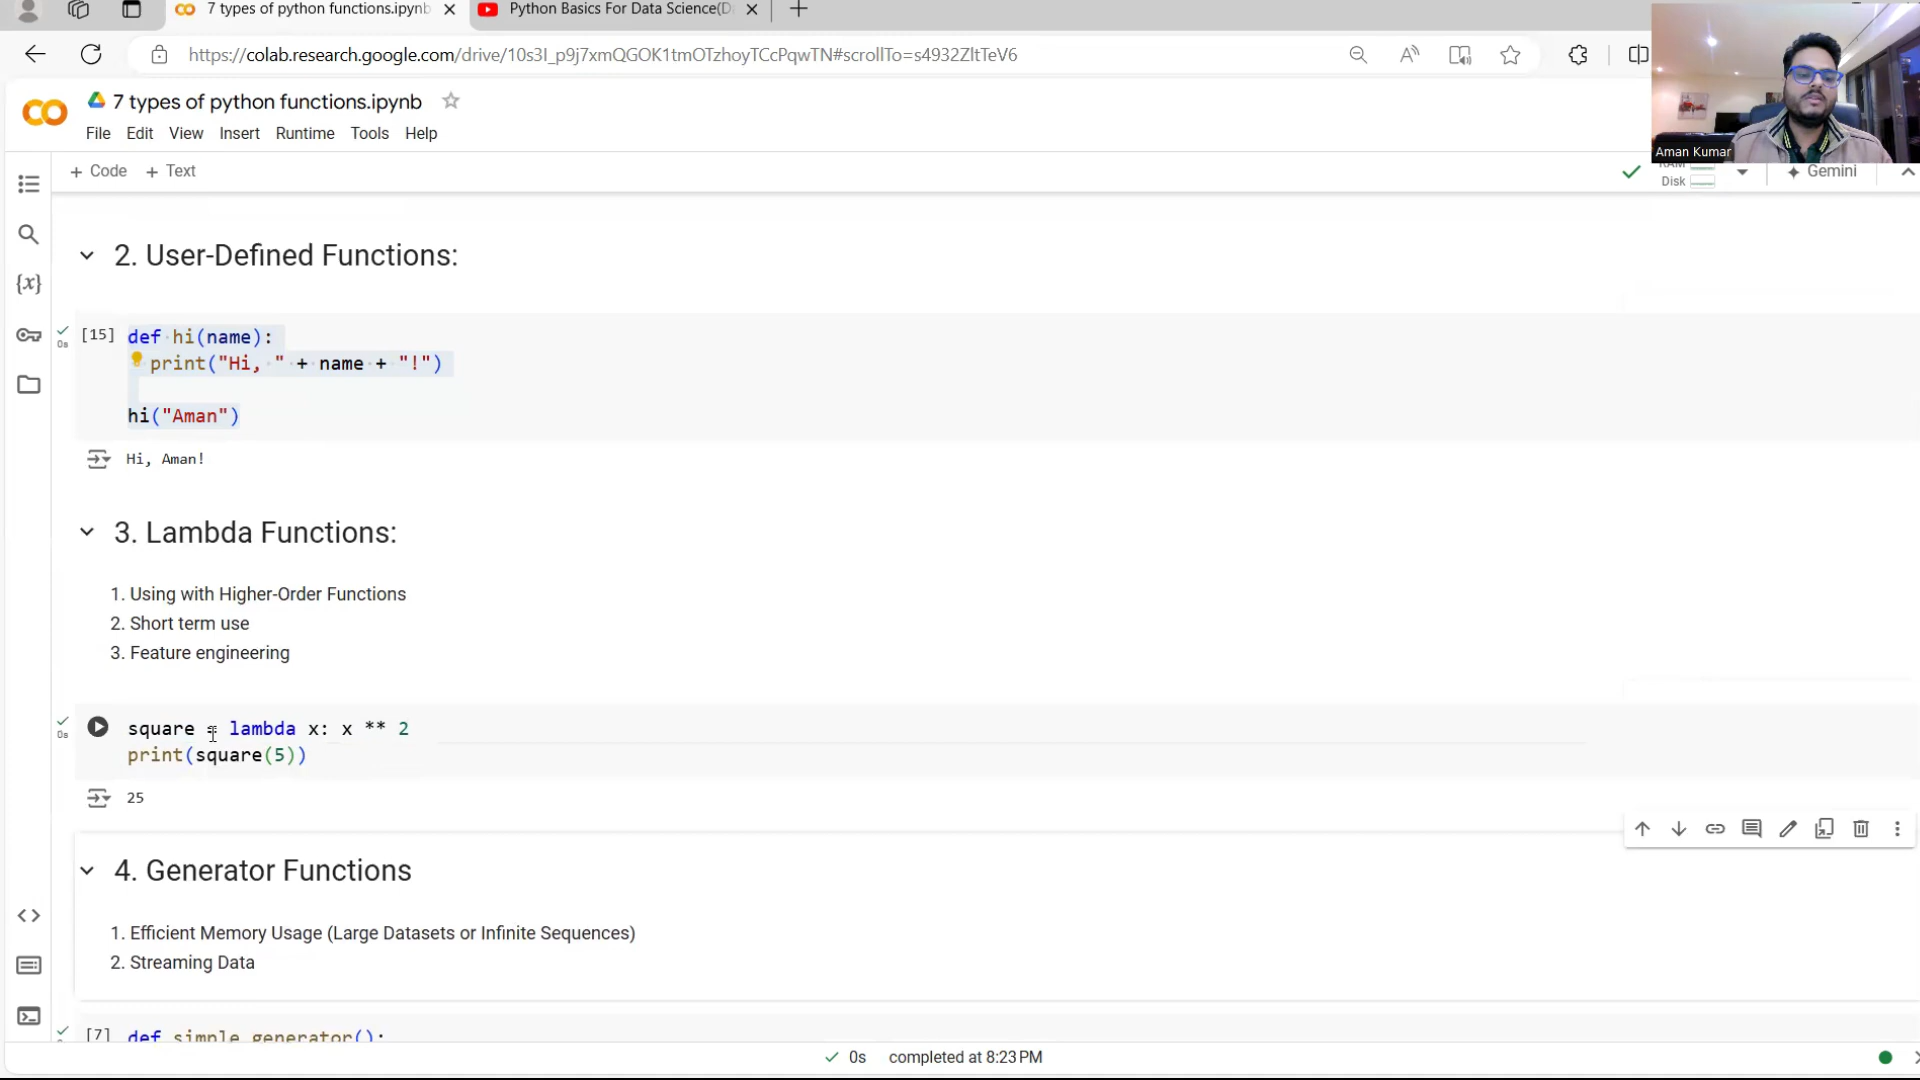 7 types of python functions.ipynb
Python Basics For Data Science(D
https://colab.research.google.com/drive/10s3I_p9j7xmQGOK1tmOTzhoyTCcPqwTN#scrollTo=s4932ZltTeV6
7 types of python functions.ipynb
File Edit View Insert Runtime Tools Help
Aman Kumar
+ Code + Text
RAM
Disk
Gemini
2. User-Defined Functions:
[15] def hi(name):
print("Hi, " + name + "!")
hi("Aman")
Hi, Aman!
3. Lambda Functions:
1. Using with Higher-Order Functions
2. Short term use
3. Feature engineering
square = lambda x: x ** 2
print(square(5))
25
4. Generator Functions
1. Efficient Memory Usage (Large Datasets or Infinite Sequences)
2. Streaming Data
[7] def simple_generator():
0s completed at 8:23 PM